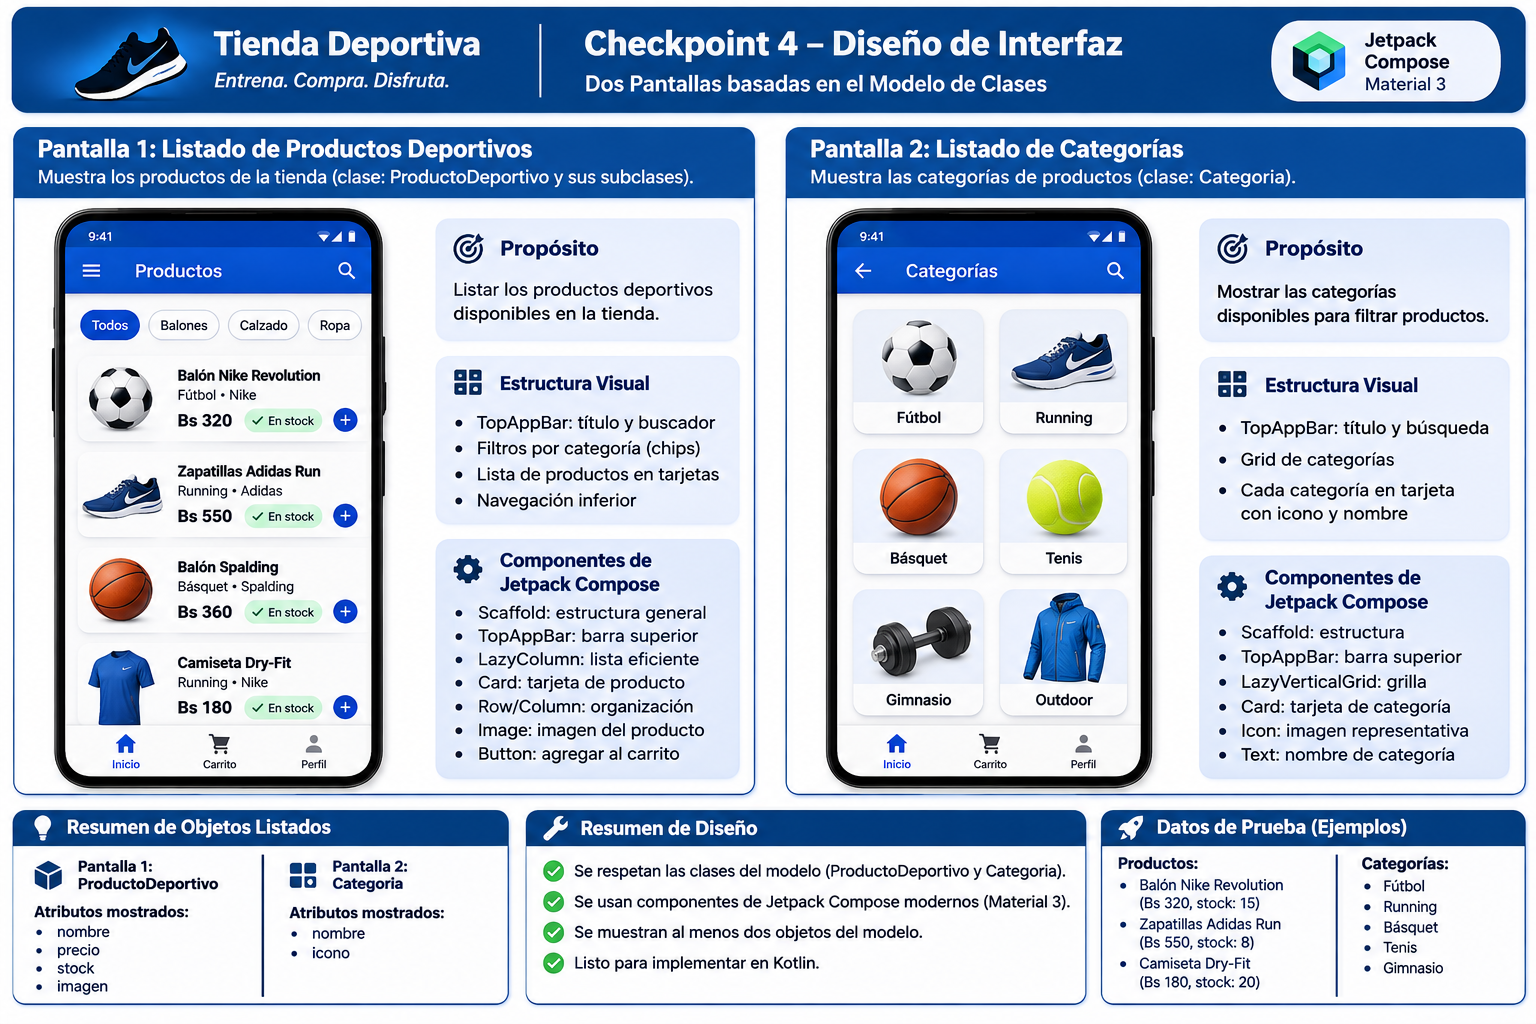 Tienda Deportiva
Entrena. Compra. Disfruta.
Checkpoint 4 – Diseño de Interfaz
Dos Pantallas basadas en el Modelo de Clases
Jetpack
Compose
Material 3
Pantalla 1: Listado de Productos Deportivos
Muestra los productos de la tienda (clase: ProductoDeportivo y sus subclases).
9:41
Productos
Todos
Balones
Calzado
Ropa
Balón Nike Revolution
Fútbol • Nike
Bs 320
✓ En stock
+
Zapatillas Adidas Run
Running • Adidas
Bs 550
✓ En stock
+
Balón Spalding
Básquet • Spalding
Bs 360
✓ En stock
+
Camiseta Dry-Fit
Running • Nike
Bs 180
✓ En stock
+
Inicio
Carrito
Perfil
Propósito
Listar los productos deportivos
disponibles en la tienda.
Estructura Visual
• TopAppBar: título y buscador
• Filtros por categoría (chips)
• Lista de productos en tarjetas
• Navegación inferior
Componentes de
Jetpack Compose
• Scaffold: estructura general
• TopAppBar: barra superior
• LazyColumn: lista eficiente
• Card: tarjeta de producto
• Row/Column: organización
• Image: imagen del producto
• Button: agregar al carrito
Pantalla 2: Listado de Categorías
Muestra las categorías de productos (clase: Categoria).
9:41
Categorías
Fútbol
Running
Básquet
Tenis
Gimnasio
Outdoor
Inicio
Carrito
Perfil
Propósito
Mostrar las categorías
disponibles para filtrar productos.
Estructura Visual
• TopAppBar: título y búsqueda
• Grid de categorías
• Cada categoría en tarjeta
con icono y nombre
Componentes de
Jetpack Compose
• Scaffold: estructura
• TopAppBar: barra superior
• LazyVerticalGrid: grilla
• Card: tarjeta de categoría
• Icon: imagen representativa
• Text: nombre de categoría
Resumen de Objetos Listados
Pantalla 1:
ProductoDeportivo
Atributos mostrados:
• nombre
• precio
• stock
• imagen
Pantalla 2:
Categoria
Atributos mostrados:
• nombre
• icono
Resumen de Diseño
Se respetan las clases del modelo (ProductoDeportivo y Categoria).
Se usan componentes de Jetpack Compose modernos (Material 3).
Se muestran al menos dos objetos del modelo.
Listo para implementar en Kotlin.
Datos de Prueba (Ejemplos)
Productos:
• Balón Nike Revolution
(Bs 320, stock: 15)
• Zapatillas Adidas Run
(Bs 550, stock: 8)
• Camiseta Dry-Fit
(Bs 180, stock: 20)
Categorías:
• Fútbol
• Running
• Básquet
• Tenis
• Gimnasio